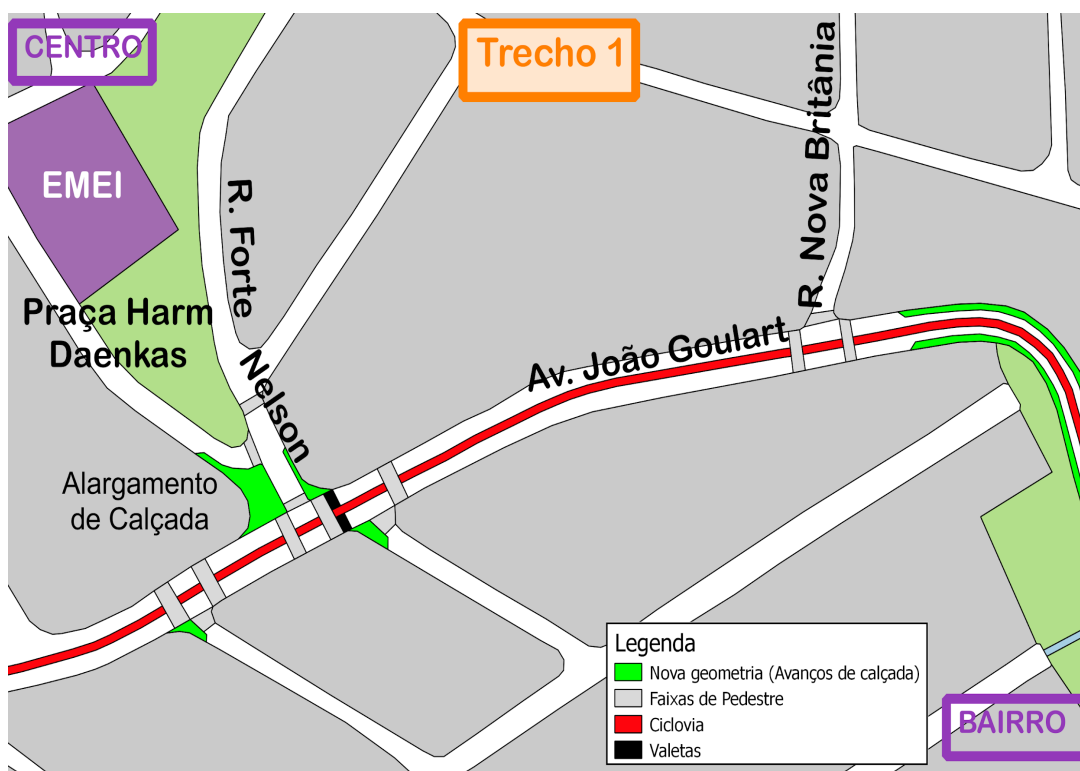 CENTRO
Trecho 1
EMEI
R. Forte
Nelson
R. Nova Britânia
Praça Harm
Daenkas
Av. João Goulart
Alargamento
de Calçada
Legenda
Nova geometria (Avanços de calçada)
Faixas de Pedestre
Ciclovia
Valetas
BAIRRO